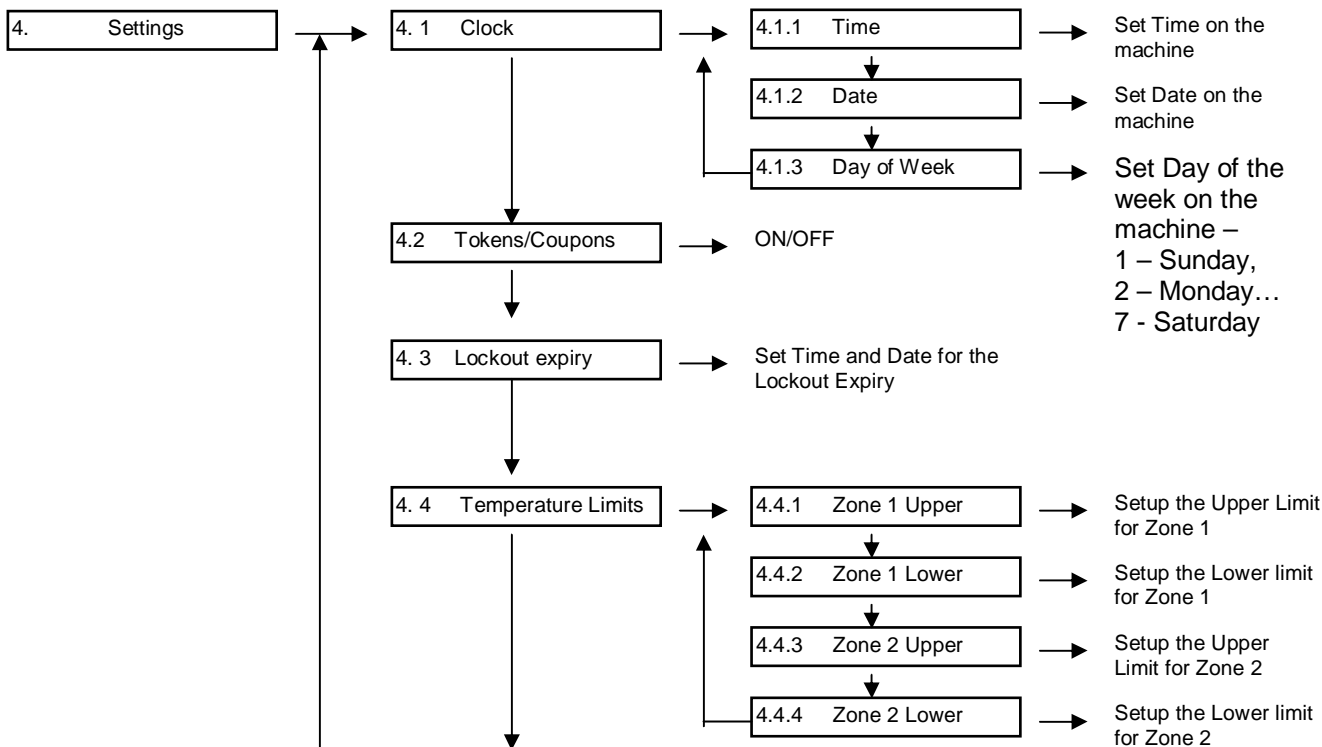 4. Settings
4. 1 Clock
4.1.1 Time
Set Time on the
machine
4.1.2 Date
Set Date on the
machine
4.1.3 Day of Week
Set Day of the
week on the
machine –
1 – Sunday,
2 – Monday…
7 - Saturday
4.2 Tokens/Coupons
ON/OFF
4. 3 Lockout expiry
Set Time and Date for the
Lockout Expiry
4. 4 Temperature Limits
4.4.1 Zone 1 Upper
Setup the Upper Limit
for Zone 1
4.4.2 Zone 1 Lower
Setup the Lower limit
for Zone 1
4.4.3 Zone 2 Upper
Setup the Upper
Limit for Zone 2
4.4.4 Zone 2 Lower
Setup the Lower limit
for Zone 2